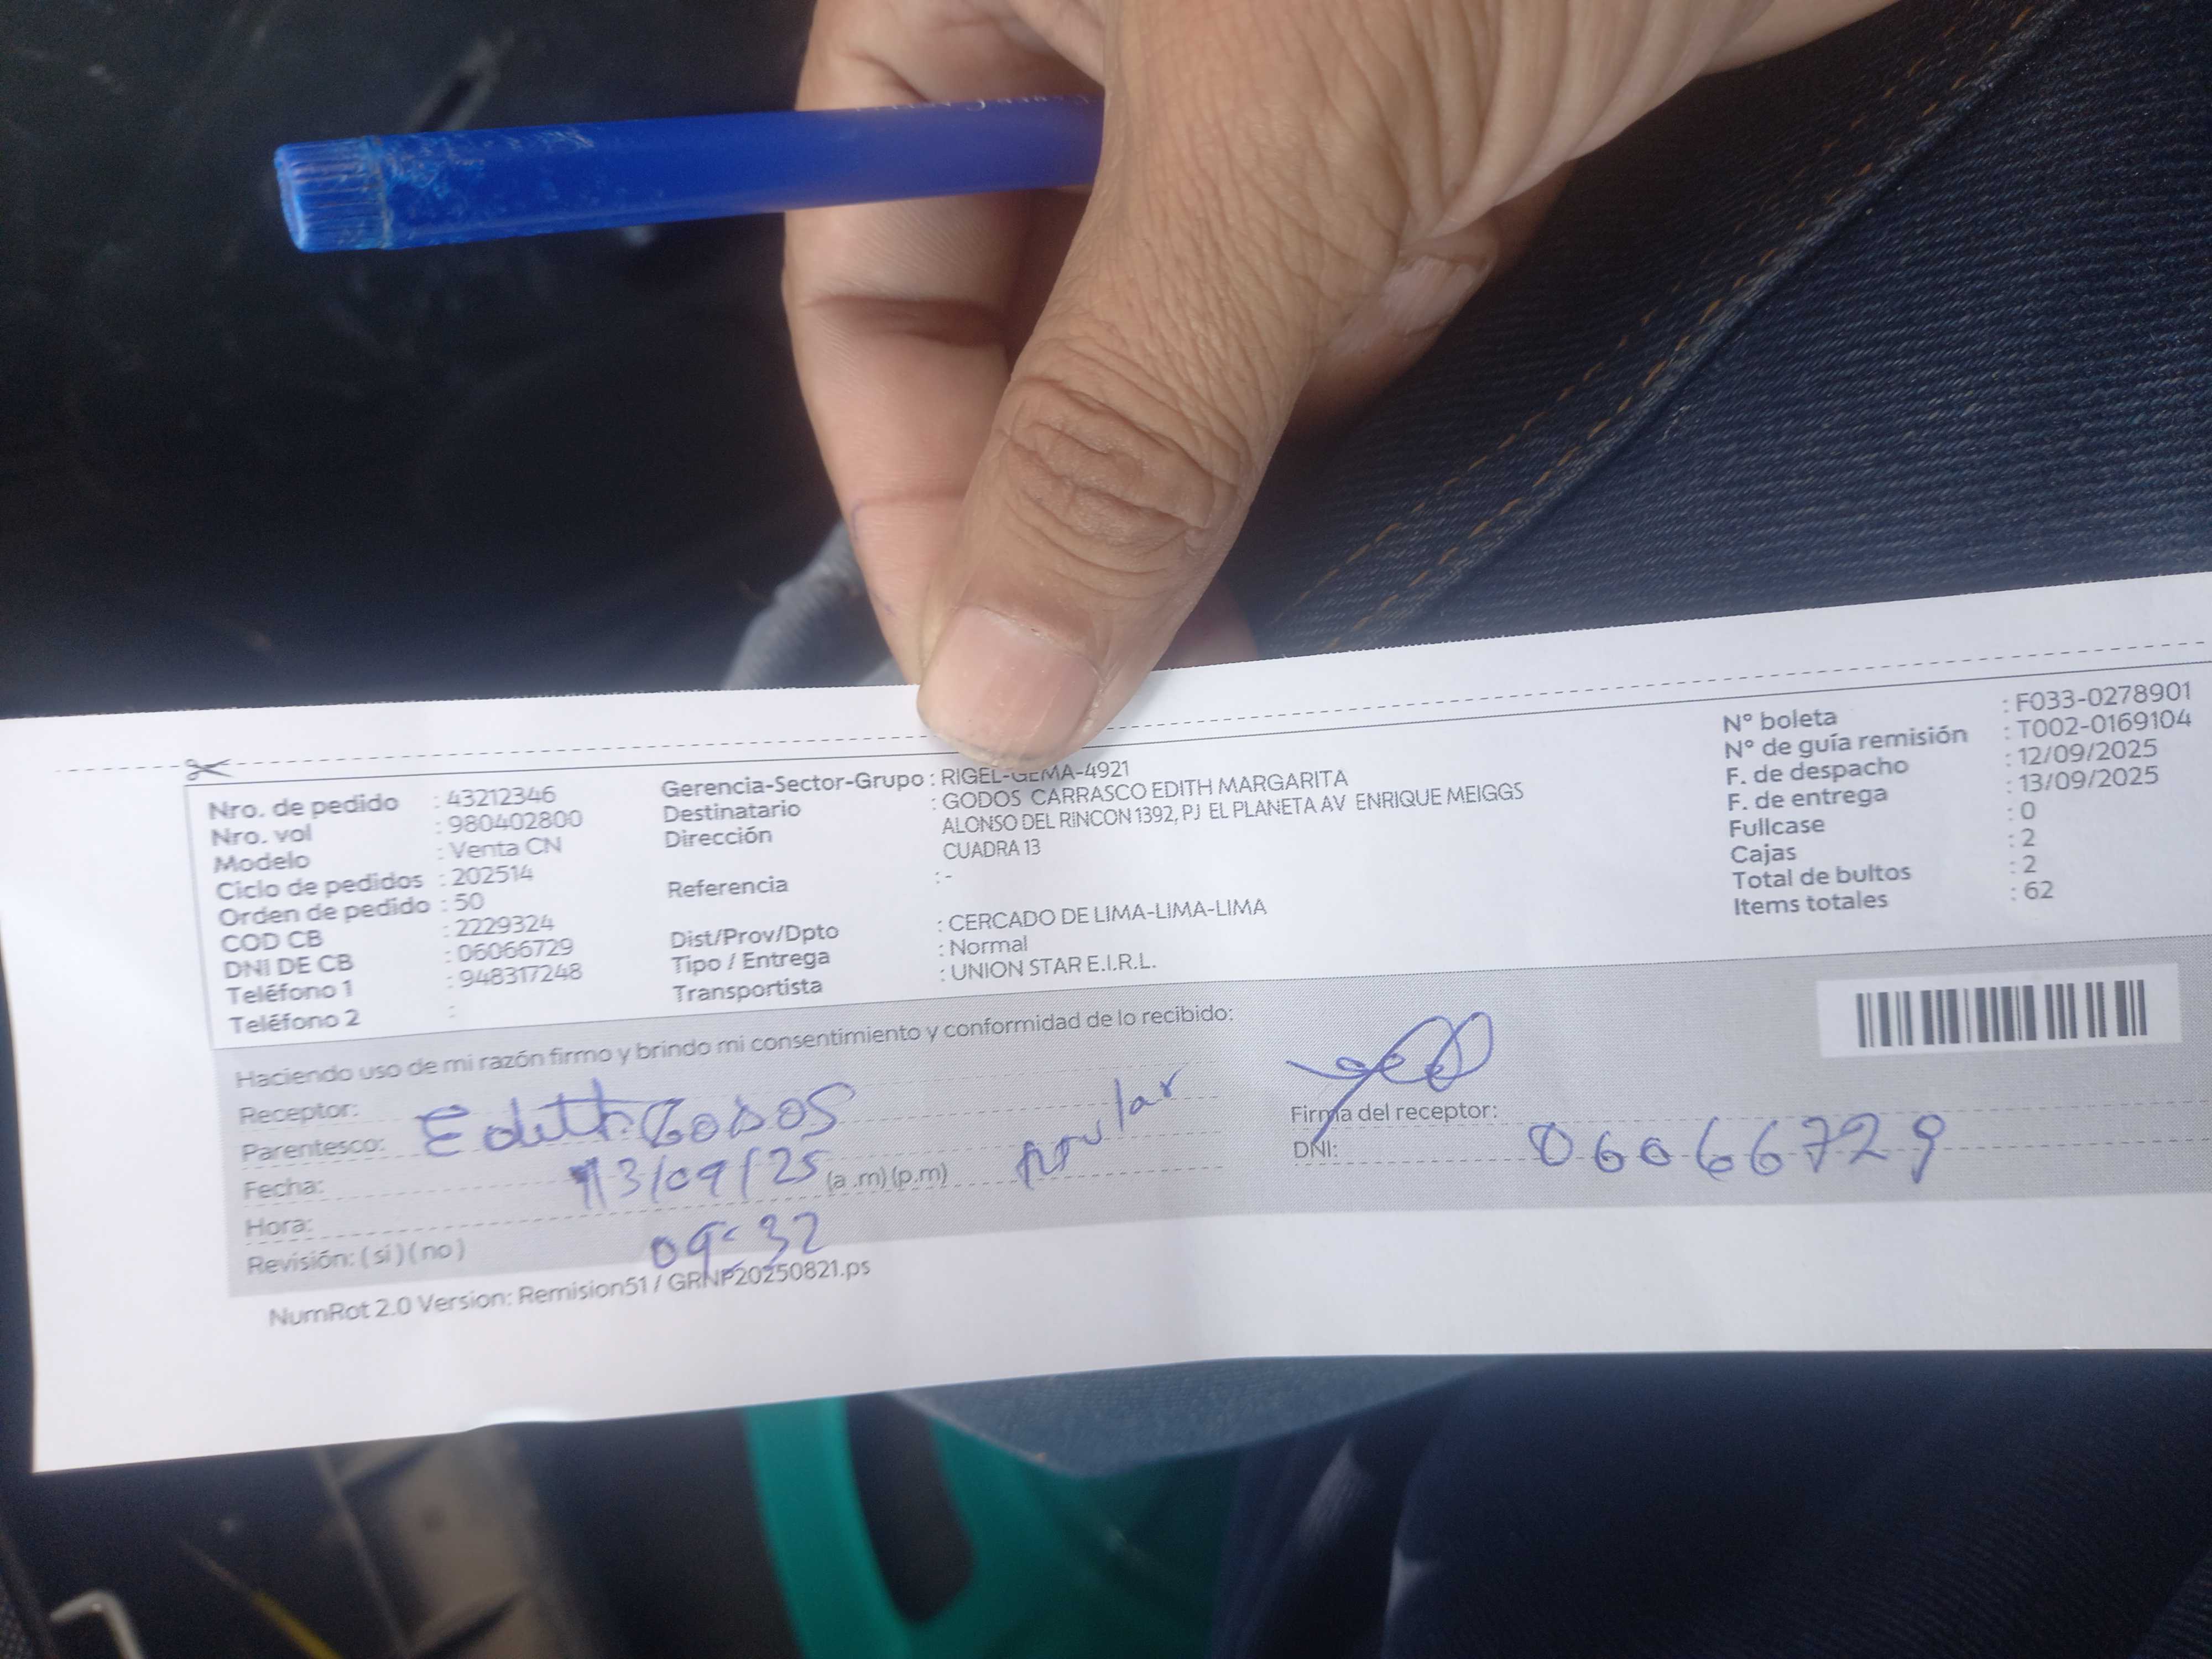 Nro. de pedido : 43212346
Nro. vol : 980402800
Modelo : Venta CN
Ciclo de pedidos : 202514
Orden de pedido : 50
COD CB : 2229324
DNI DE CB : 06066729
Teléfono 1 : 948317248
Teléfono 2 :
Gerencia-Sector-Grupo : RIGEL-GEMA-4921
Destinatario : GODOS CARRASCO EDITH MARGARITA
Dirección ALONSO DEL RINCON 1392, PJ EL PLANETA AV ENRIQUE MEIGGS
CUADRA 13
Referencia : -
Dist/Prov/Dpto : CERCADO DE LIMA-LIMA-LIMA
Tipo / Entrega : Normal
Transportista : UNION STAR E.I.R.L.
N° boleta : F033-0278901
N° de guía remisión : T002-0169104
F. de despacho : 12/09/2025
F. de entrega : 13/09/2025
Fullcase : 0
Cajas : 2
Total de bultos : 2
Items totales : 62
Haciendo uso de mi razón firmo y brindo mi consentimiento y conformidad de lo recibido:
Receptor: Edith Godos
Parentesco:
Fecha: 13/09/25 (a .m) (p.m)
Hora: 09:32
Revisión: ( si ) ( no )
Firma del receptor:
DNI: 06066729
NumRot 2.0 Version: Remision51 / GRNP20250821.ps